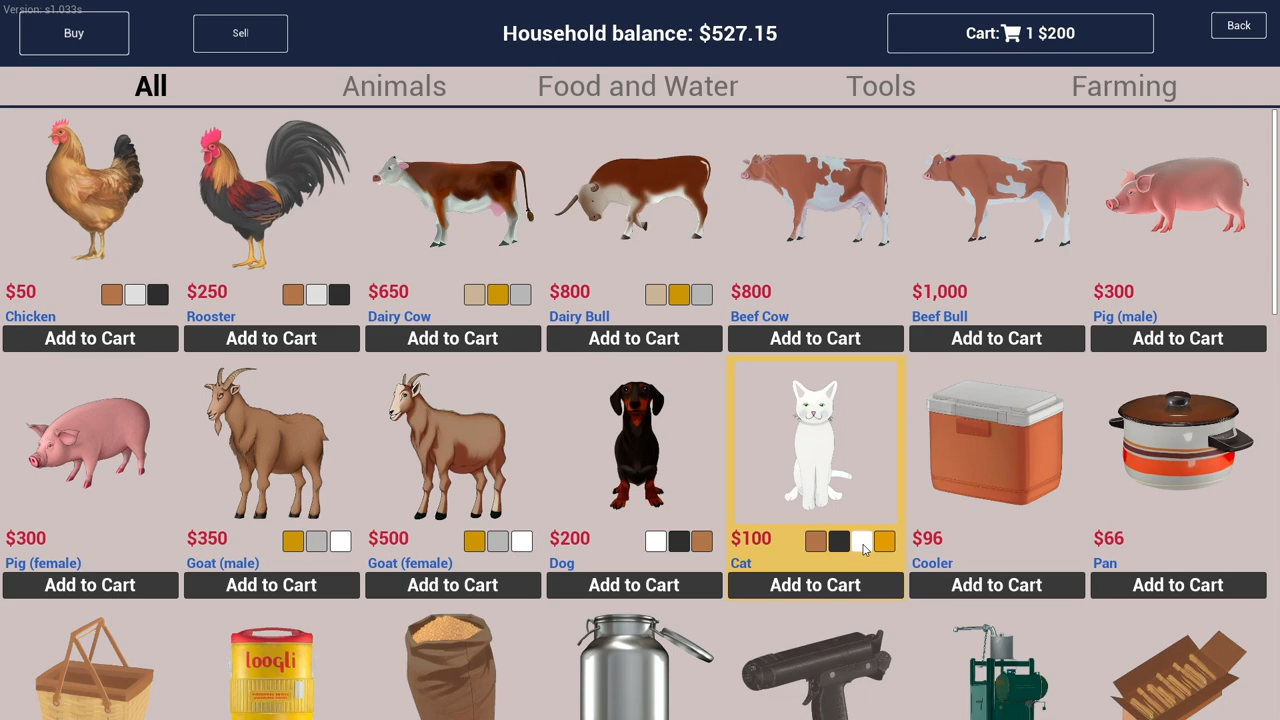 Version: s1.033s
Buy
Sell
Household balance: $527.15
Cart: 1 $200
Back
All
Animals
Food and Water
Tools
Farming
$50
$250
$650
$800
$800
$1,000
$300
Chicken
Rooster
Dairy Cow
Dairy Bull
Beef Cow
Beef Bull
Pig (male)
Add to Cart
Add to Cart
Add to Cart
Add to Cart
Add to Cart
Add to Cart
Add to Cart
$300
$350
$500
$200
$100
$96
$66
Pig (female)
Goat (male)
Goat (female)
Dog
Cat
Cooler
Pan
Add to Cart
Add to Cart
Add to Cart
Add to Cart
Add to Cart
Add to Cart
Add to Cart
loogli